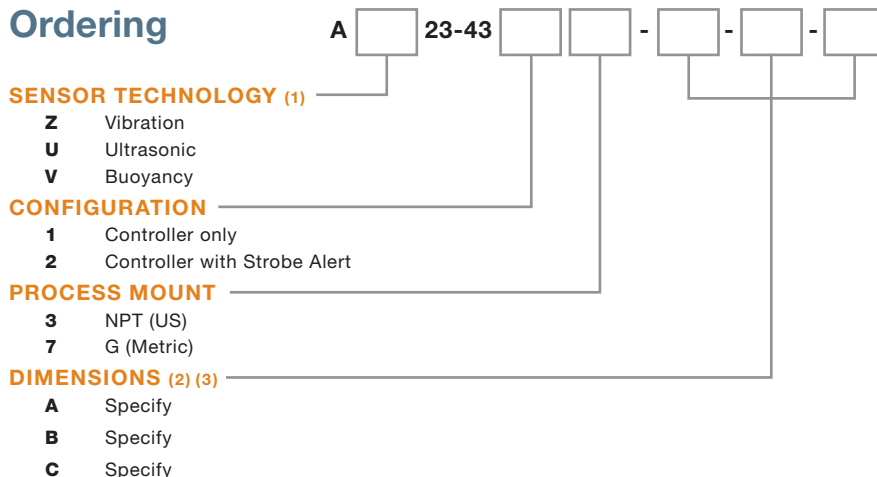 Ordering A 23-43 - - -
SENSOR TECHNOLOGY (1)
Z Vibration
U Ultrasonic
V Buoyancy
CONFIGURATION
1 Controller only
2 Controller with Strobe Alert
PROCESS MOUNT
3 NPT (US)
7 G (Metric)
DIMENSIONS (2) (3)
A Specify
B Specify
C Specify